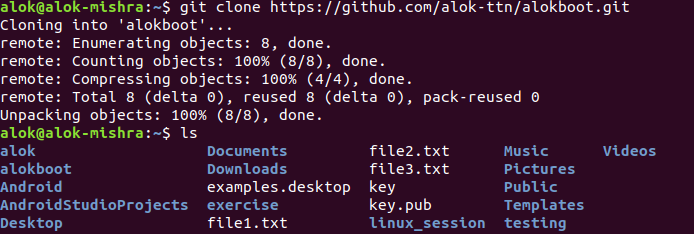 alok@alok-mishra:~$ git clone https://github.com/alok-ttn/alokboot.git
Cloning into 'alokboot'...
remote: Enumerating objects: 8, done.
remote: Counting objects: 100% (8/8), done.
remote: Compressing objects: 100% (4/4), done.
remote: Total 8 (delta 0), reused 8 (delta 0), pack-reused 0
Unpacking objects: 100% (8/8), done.
alok@alok-mishra:~$ ls
alok Documents file2.txt Music Videos
alokboot Downloads file3.txt Pictures
Android examples.desktop key Public
AndroidStudioProjects exercise key.pub Templates
Desktop file1.txt linux_session testing